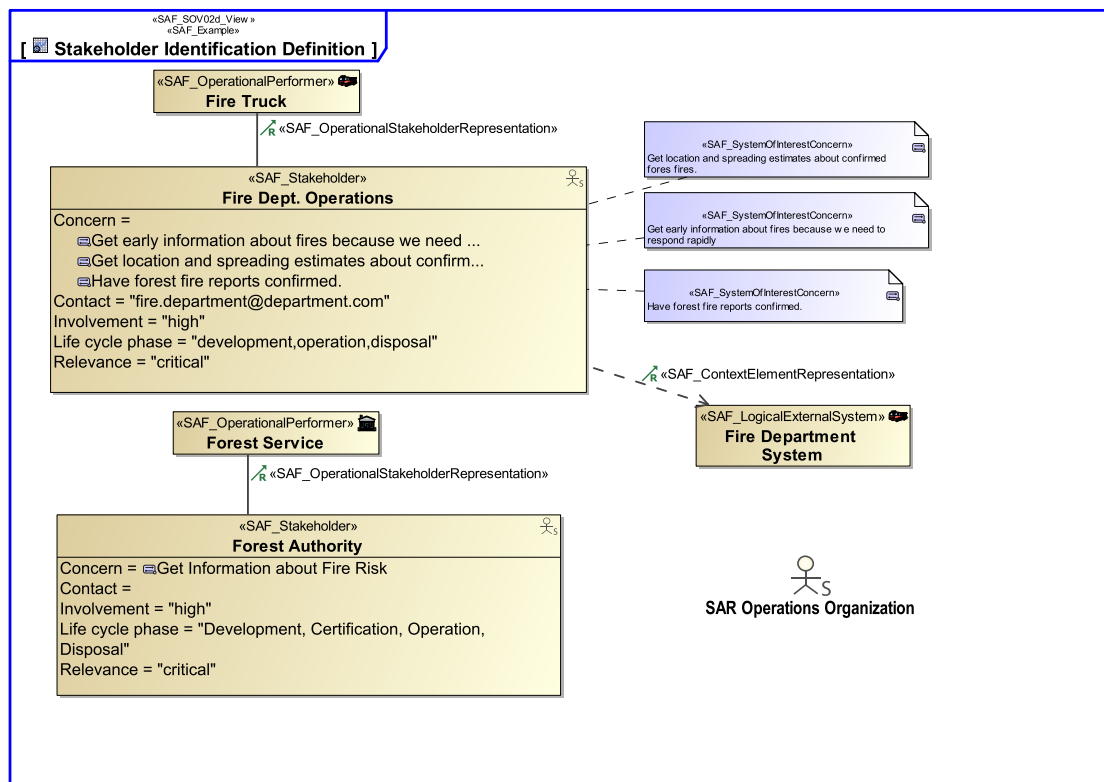 «SAF_SOV02d_View »
«SAF_Example»
[ Stakeholder Identification Definition ]
«SAF_OperationalPerformer»
Fire Truck
«SAF_OperationalStakeholderRepresentation»
«SAF_Stakeholder»
Fire Dept. Operations
Concern =
Get early information about fires because we need ...
Get location and spreading estimates about confirm...
Have forest fire reports confirmed.
Contact = "fire.department@department.com"
Involvement = "high"
Life cycle phase = "development,operation,disposal"
Relevance = "critical"
«SAF_SystemOfInterestConcern»
Get location and spreading estimates about confirmed
fores fires.
«SAF_SystemOfInterestConcern»
Get early information about fires because we need to
respond rapidly
«SAF_SystemOfInterestConcern»
Have forest fire reports confirmed.
«SAF_ContextElementRepresentation»
«SAF_LogicalExternalSystem»
Fire Department
System
«SAF_OperationalPerformer»
Forest Service
«SAF_OperationalStakeholderRepresentation»
«SAF_Stakeholder»
Forest Authority
Concern = Get Information about Fire Risk
Contact =
Involvement = "high"
Life cycle phase = "Development, Certification, Operation,
Disposal"
Relevance = "critical"
S
SAR Operations Organization